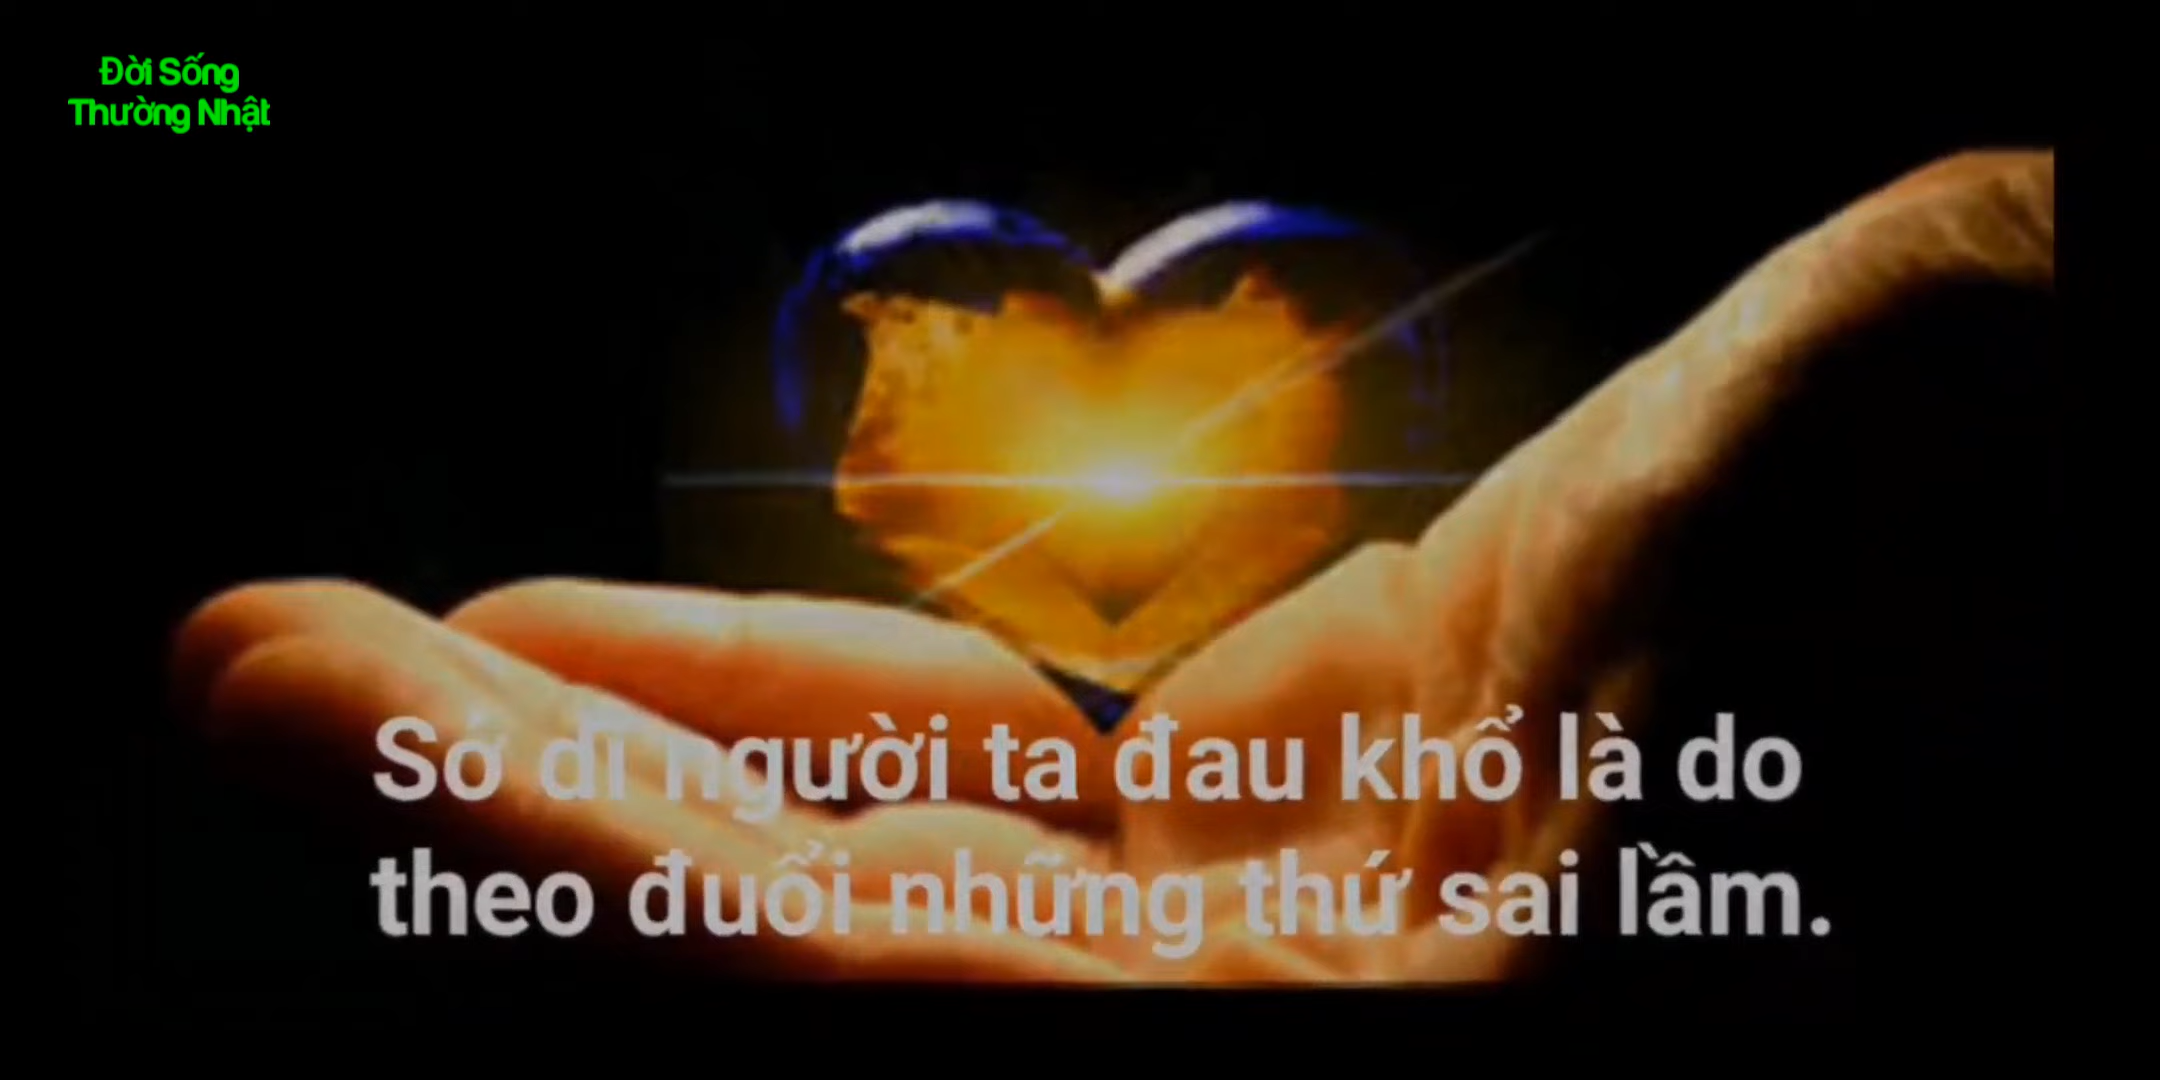 Đời Sống
Thường Nhật
Sở dĩ người ta đau khổ là do
theo đuổi những thứ sai lầm.